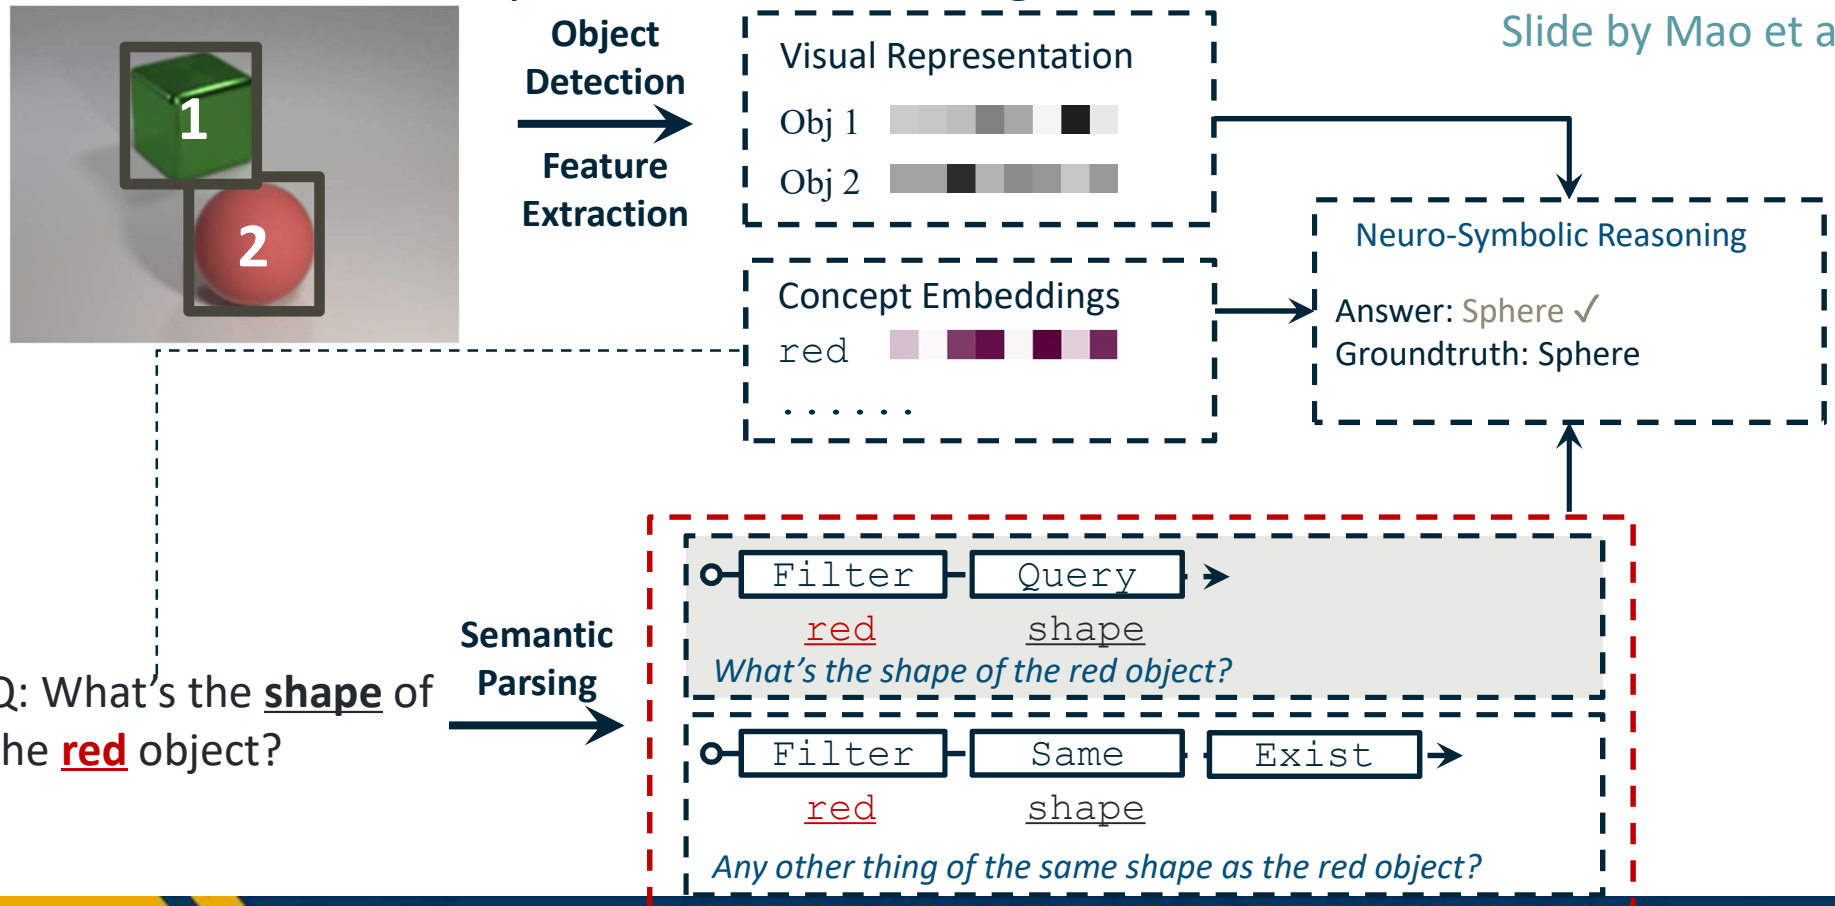 Slide by Mao et a
Object
Detection
Feature
Extraction
1
2
Visual Representation
Obj 1
Obj 2
Concept Embeddings
red
......
Neuro-Symbolic Reasoning
Answer: Sphere ✓
Groundtruth: Sphere
Q: What's the shape of
he red object?
Semantic
Parsing
Filter Query
red shape
What's the shape of the red object?
Filter Same Exist
red shape
Any other thing of the same shape as the red object?